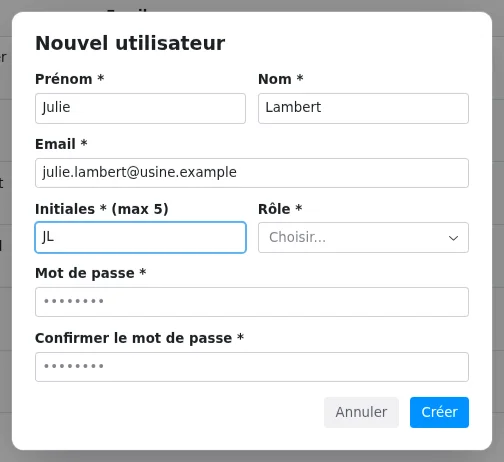 Nouvel utilisateur
Prénom * Nom *
Julie Lambert
Email *
julie.lambert@usine.example
Initiales * (max 5) Rôle *
JL Choisir...
Mot de passe *
••••••••
Confirmer le mot de passe *
••••••••
Annuler Créer